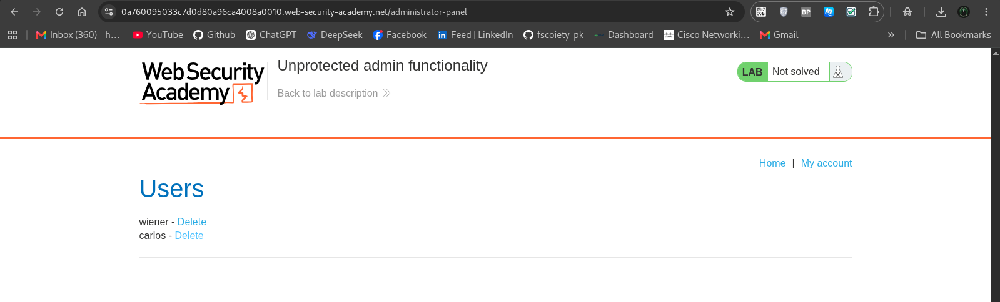 0a760095033c7d0d80a96ca4008a0010.web-security-academy.net/administrator-panel
BP
Inbox (360) - h... YouTube Github ChatGPT DeepSeek Facebook Feed | LinkedIn fscoiety-pk Dashboard Cisco Networki... Gmail » All Bookmarks
Web Security
Academy
Unprotected admin functionality
Back to lab description
LAB Not solved
Home | My account
Users
wiener - Delete
carlos - Delete